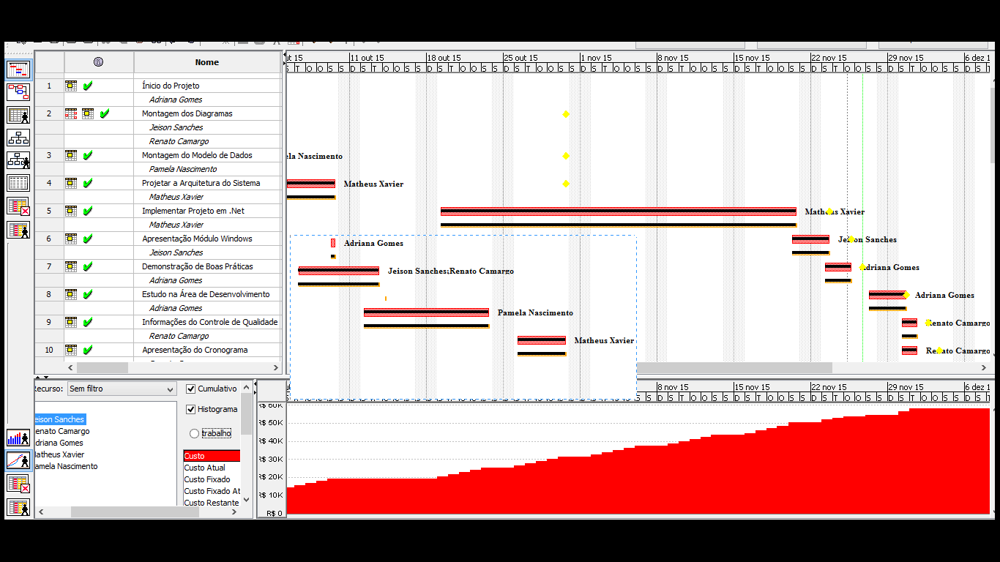 Nome
ut 15 11 out 15 18 out 15 25 out 15 1 nov 15 8 nov 15 15 nov 15 22 nov 15 29 nov 15 6 dez 1
1 Ínicio do Projeto
Adriana Gomes
2 Montagem dos Diagramas
Jeison Sanches
Renato Camargo
3 Montagem do Modelo de Dados
Pamela Nascimento
4 Projetar a Arquitetura do Sistema
Matheus Xavier
5 Implementar Projeto em .Net
Matheus Xavier
6 Apresentação Módulo Windows
Jeison Sanches
7 Demonstração de Boas Práticas
Adriana Gomes
8 Estudo na Área de Desenvolvimento
Adriana Gomes
9 Informações do Controle de Qualidade
Renato Camargo
10 Apresentação do Cronograma
ela Nascimento
Matheus Xavier
Matheus Xavier
Jeison Sanches
Adriana Gomes
Adriana Gomes
Renato Camargo
Renato Camargo
Adriana Gomes
Jeison Sanches;Renato Camargo
Pamela Nascimento
Matheus Xavier
Recurso: Sem filtro
Cumulativo
Histograma
trabalho
eison Sanches
enato Camargo
driana Gomes
atheus Xavier
amela Nascimento
Custo
Custo Atual
Custo Fixado
Custo Fixado At
Custo Restante
8 nov 15 15 nov 15 22 nov 15 29 nov 15 6 dez 1
R$ 60K
R$ 50K
R$ 40K
R$ 30K
R$ 20K
R$ 10K
R$ 0